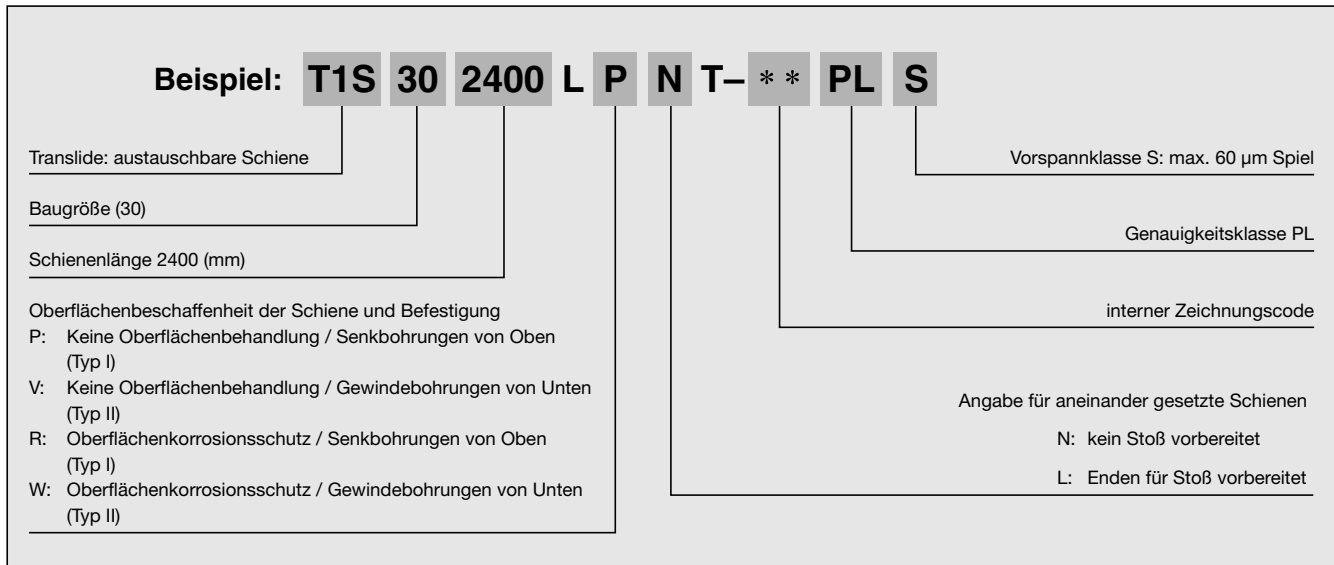 Beispiel: T1S 30 2400 L P N T– ** PL S
Translide: austauschbare Schiene
Baugröße (30)
Schienenlänge 2400 (mm)
Oberflächenbeschaffenheit der Schiene und Befestigung
P: Keine Oberflächenbehandlung / Senkbohrungen von Oben
(Typ I)
V: Keine Oberflächenbehandlung / Gewindebohrungen von Unten
(Typ II)
R: Oberflächenkorrosionsschutz / Senkbohrungen von Oben
(Typ I)
W: Oberflächenkorrosionsschutz / Gewindebohrungen von Unten
(Typ II)
Vorspannklasse S: max. 60 µm Spiel
Genauigkeitsklasse PL
interner Zeichnungscode
Angabe für aneinander gesetzte Schienen
N: kein Stoß vorbereitet
L: Enden für Stoß vorbereitet